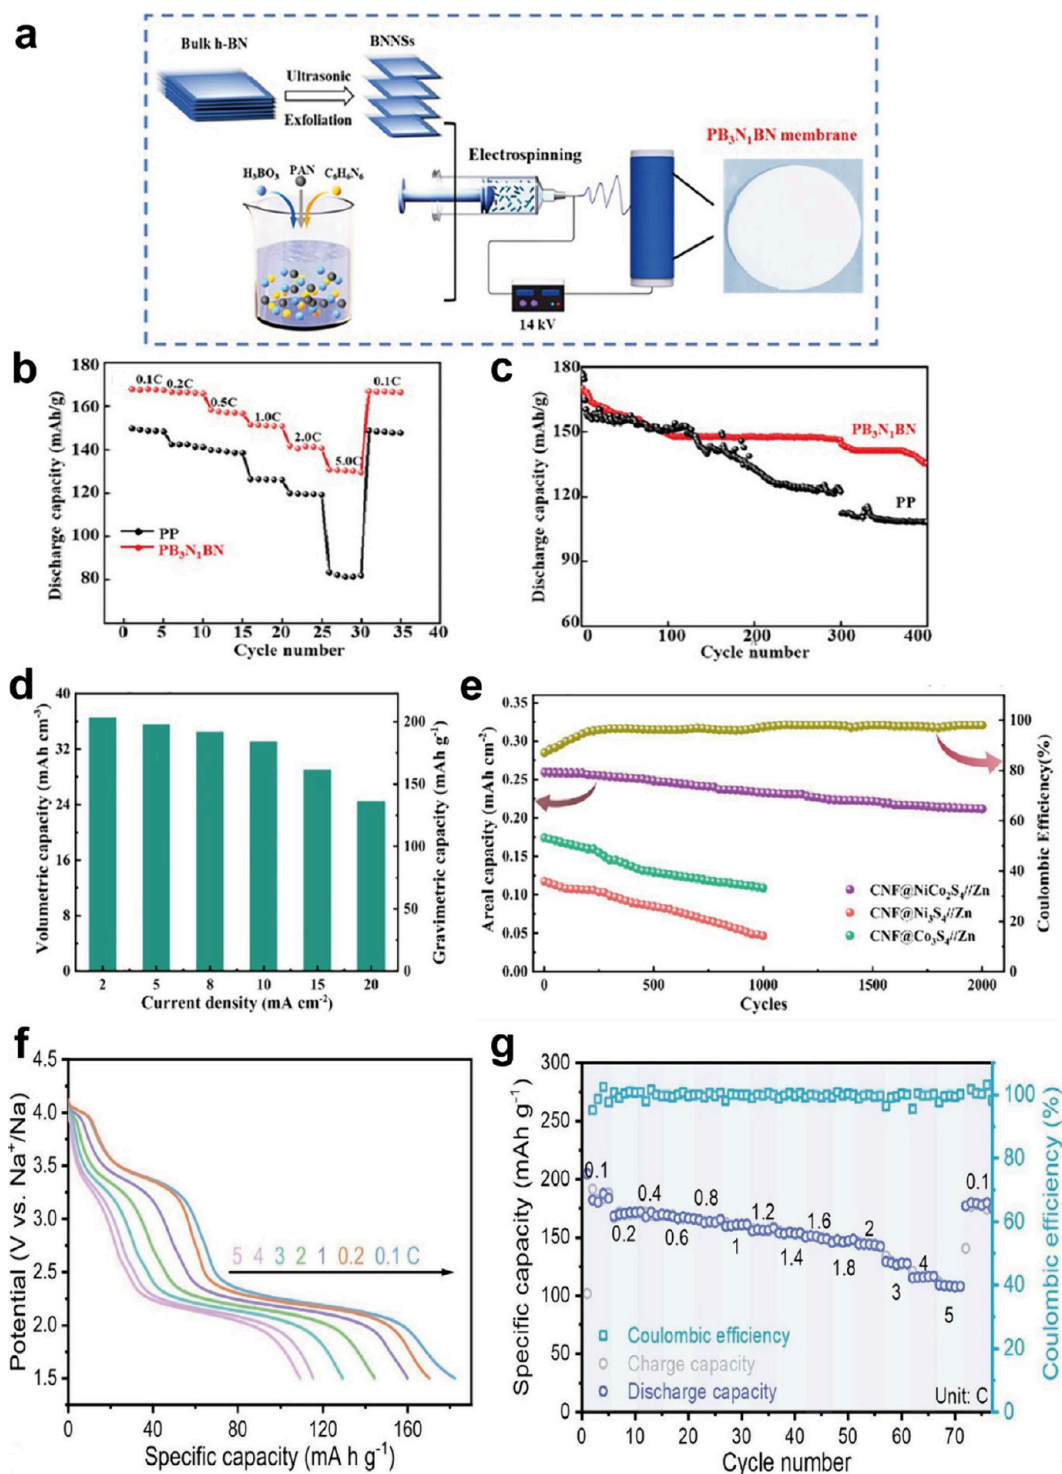 a
Bulk h-BN
BNNSs
Ultrasonic
Exfoliation
PB₃N₁BN membrane
Electrospinning
H₃BO₃ PAN C₆H₆N₆
14 kV
b
Discharge capacity (mAh/g)
180
160
140
120
100
80
0.1C
0.2C
0.5C
1.0C
2.0C
5.0C
0.1C
PP
PB₃N₁BN
0 5 10 15 20 25 30 35 40
Cycle number
c
Discharge capacity (mAh/g)
180
150
120
90
60
PB₃N₁BN
PP
0 100 200 300 400
Cycle number
d
Volumetric capacity (mAh cm⁻³)
40
32
24
16
8
0
Gravimetric capacity (mAh g⁻¹)
200
150
100
50
0
2 5 8 10 15 20
Current density (mA cm⁻²)
e
Areal capacity (mAh cm⁻²)
0.35
0.30
0.25
0.20
0.15
0.10
0.05
0.00
Coulombic Efficiency(%)
100
80
60
40
20
0
CNF@NiCo₂S₄//Zn
CNF@Ni₃S₄//Zn
CNF@Co₃S₄//Zn
0 500 1000 1500 2000
Cycles
f
Potential (V vs. Na⁺/Na)
4.5
4.0
3.5
3.0
2.5
2.0
1.5
5 4 3 2 1 0.2 0.1 C
0 40 80 120 160
Specific capacity (mA h g⁻¹)
g
Specific capacity (mAh g⁻¹)
300
250
200
150
100
50
0
Coulombic efficiency (%)
120
100
80
60
40
20
0
0.1
0.2
0.4
0.6
0.8
1
1.2
1.4
1.6
1.8
2
3
4
5
0.1
Coulombic efficiency
Charge capacity
Discharge capacity
Unit: C
0 10 20 30 40 50 60 70
Cycle number